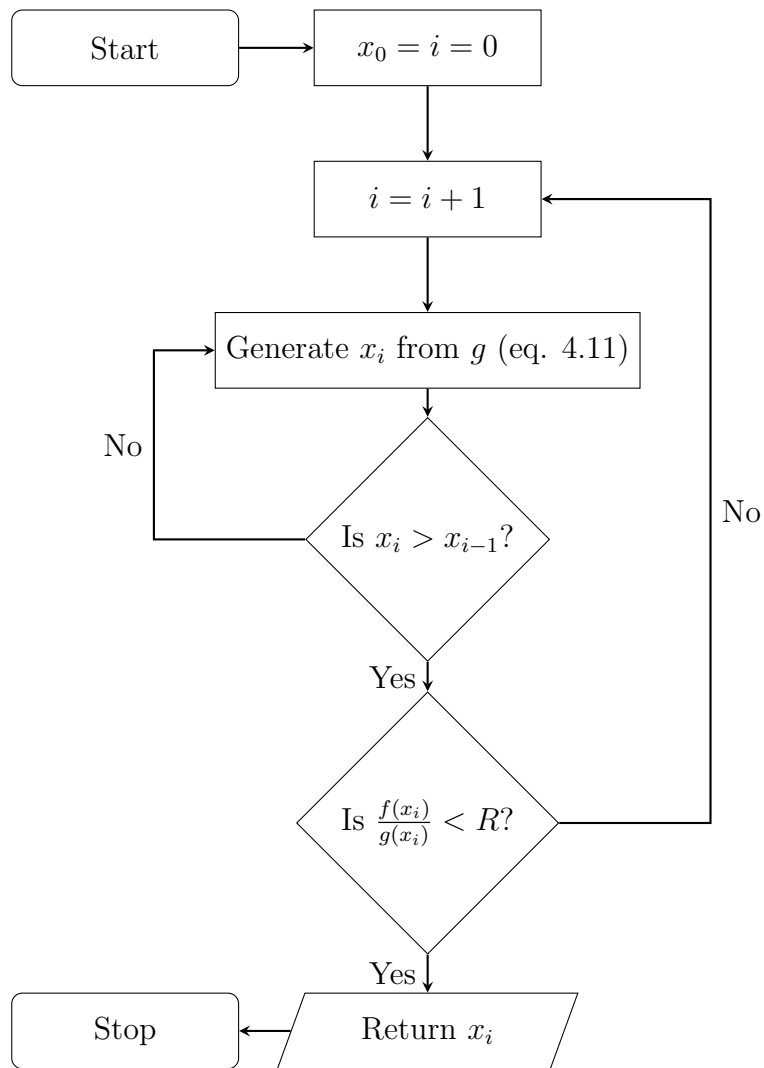 Start
x_0 = i = 0
i = i + 1
Generate x_i from g (eq. 4.11)
No
Is x_i > x_{i−1}?
No
Yes
Is f(x_i)/g(x_i) < R?
Yes
Stop
Return x_i